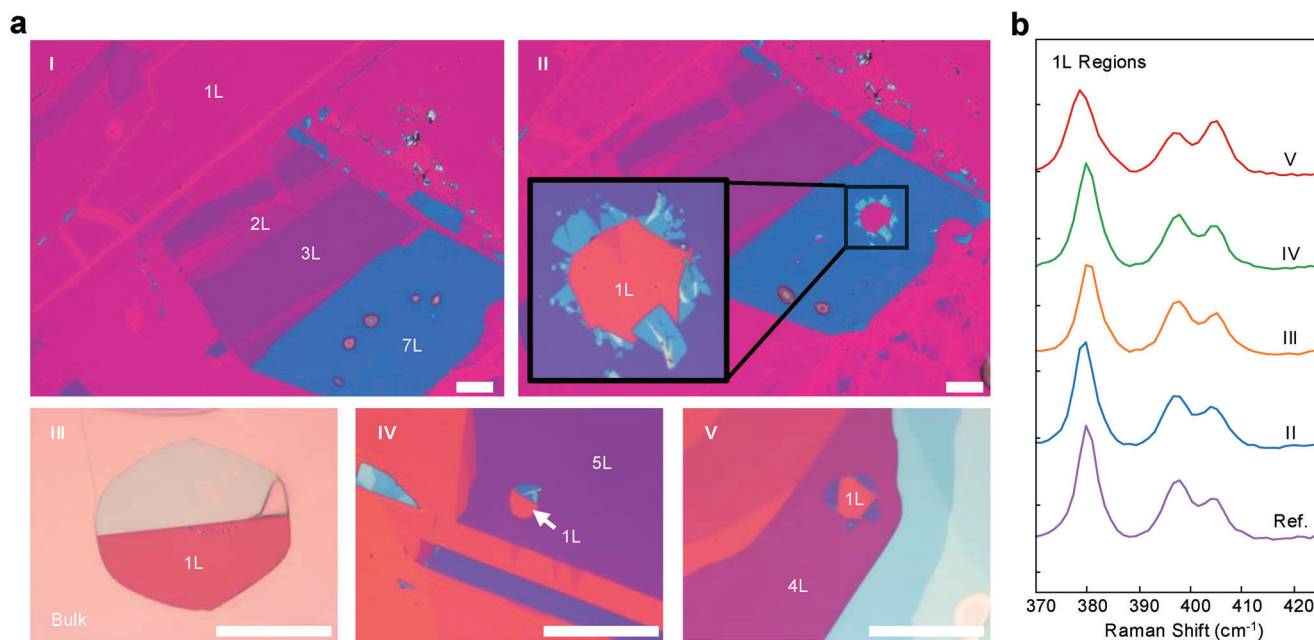 a
I
1L
2L
3L
7L
II
1L
III
1L
Bulk
IV
5L
1L
V
1L
4L
b
1L Regions
V
IV
III
II
Ref.
370 380 390 400 410 420
Raman Shift (cm⁻¹)